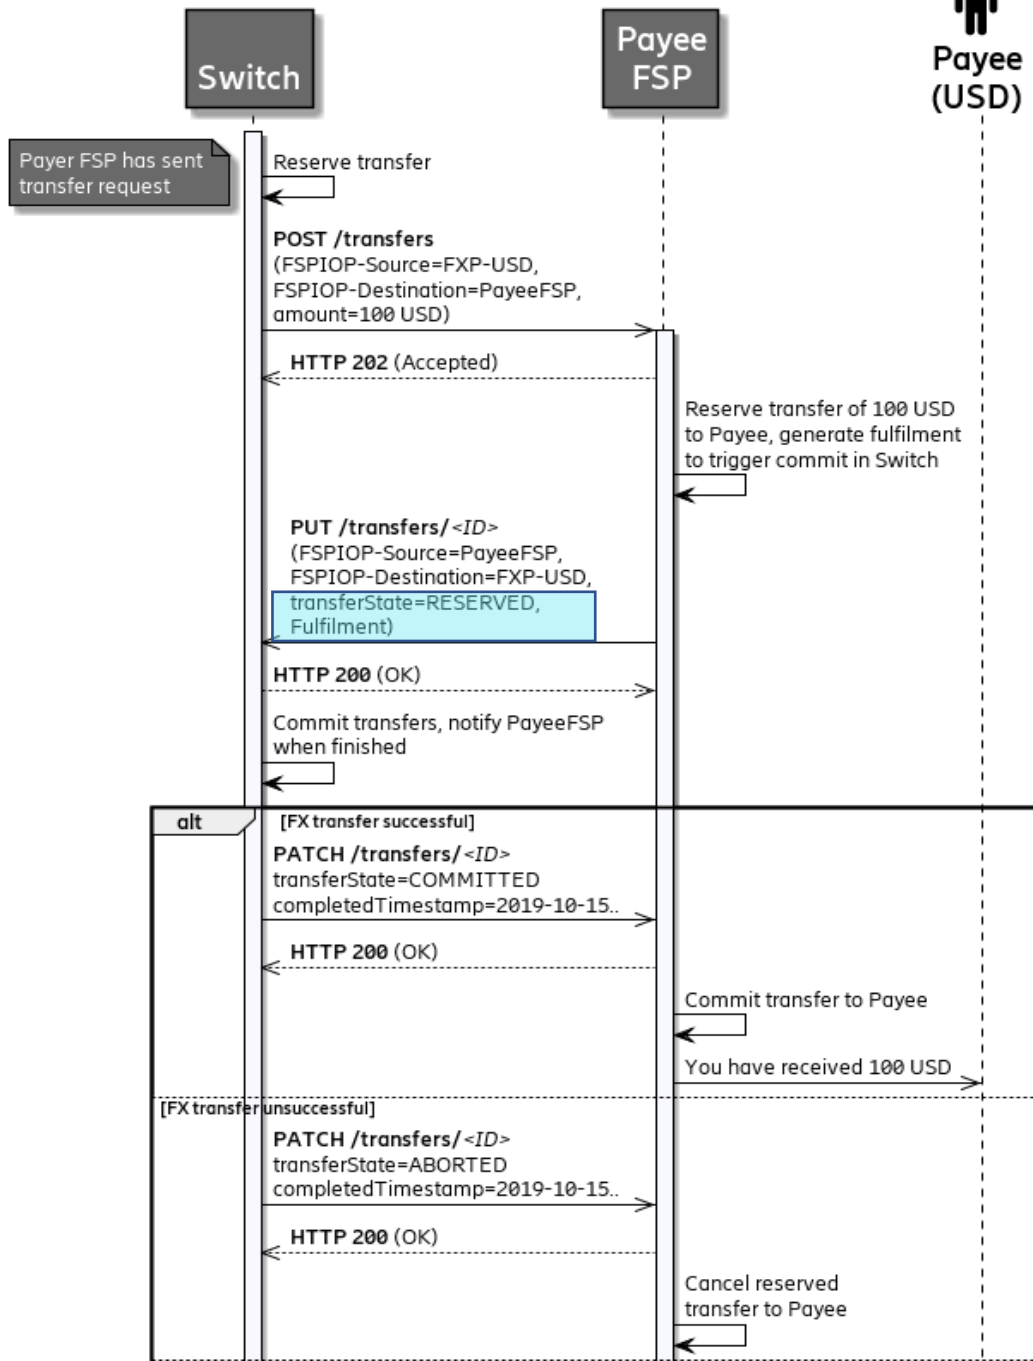 Switch
Payee
FSP
Payee
(USD)
Payer FSP has sent
transfer request
Reserve transfer
POST /transfers
(FSPIOP-Source=FXP-USD,
FSPIOP-Destination=PayeeFSP,
amount=100 USD)
HTTP 202 (Accepted)
Reserve transfer of 100 USD
to Payee, generate fulfilment
to trigger commit in Switch
PUT /transfers/<ID>
(FSPIOP-Source=PayeeFSP,
FSPIOP-Destination=FXP-USD,
transferState=RESERVED,
Fulfilment)
HTTP 200 (OK)
Commit transfers, notify PayeeFSP
when finished
alt
[FX transfer successful]
PATCH /transfers/<ID>
transferState=COMMITTED
completedTimestamp=2019-10-15..
HTTP 200 (OK)
Commit transfer to Payee
You have received 100 USD
[FX transfer unsuccessful]
PATCH /transfers/<ID>
transferState=ABORTED
completedTimestamp=2019-10-15..
HTTP 200 (OK)
Cancel reserved
transfer to Payee